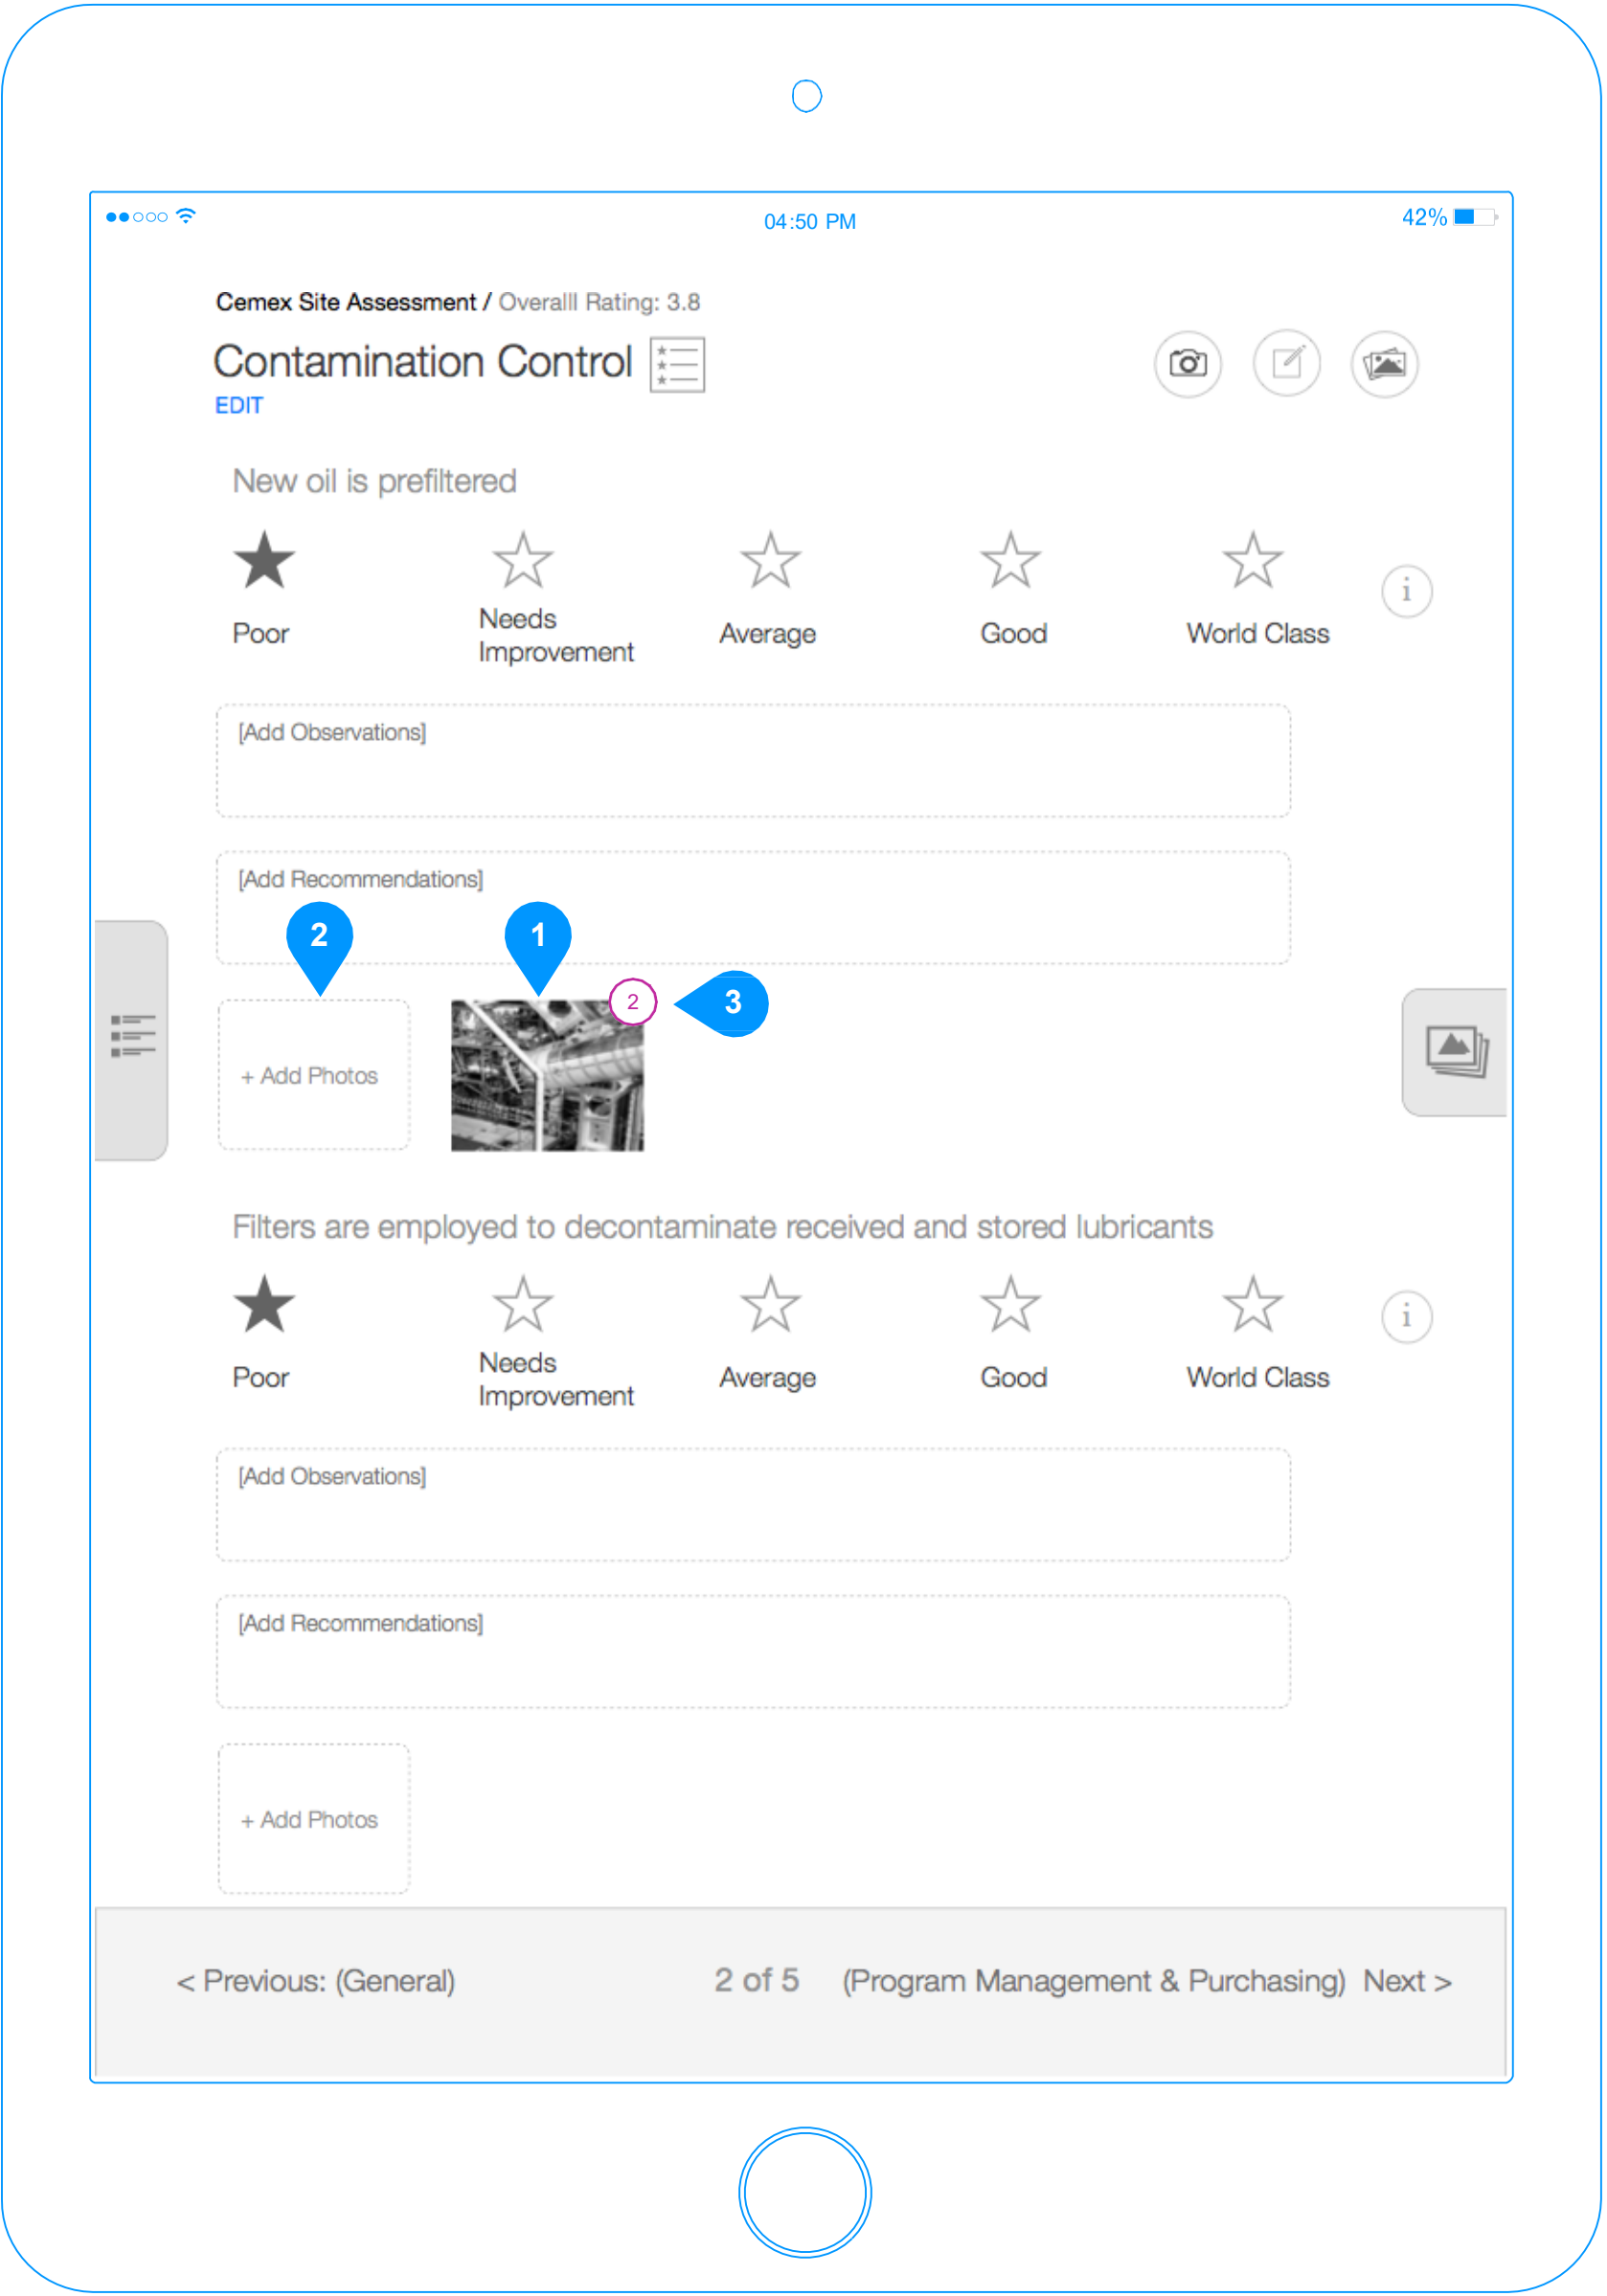 04:50 PM
42%
Cemex Site Assessment / Overalll Rating: 3.8
Contamination Control
EDIT
New oil is prefiltered
Poor
Needs
Improvement
Average
Good
World Class
i
[Add Observations]
[Add Recommendations]
2
1
2
3
+ Add Photos
Filters are employed to decontaminate received and stored lubricants
Poor
Needs
Improvement
Average
Good
World Class
i
[Add Observations]
[Add Recommendations]
+ Add Photos
< Previous: (General)
2 of 5
(Program Management & Purchasing) Next >